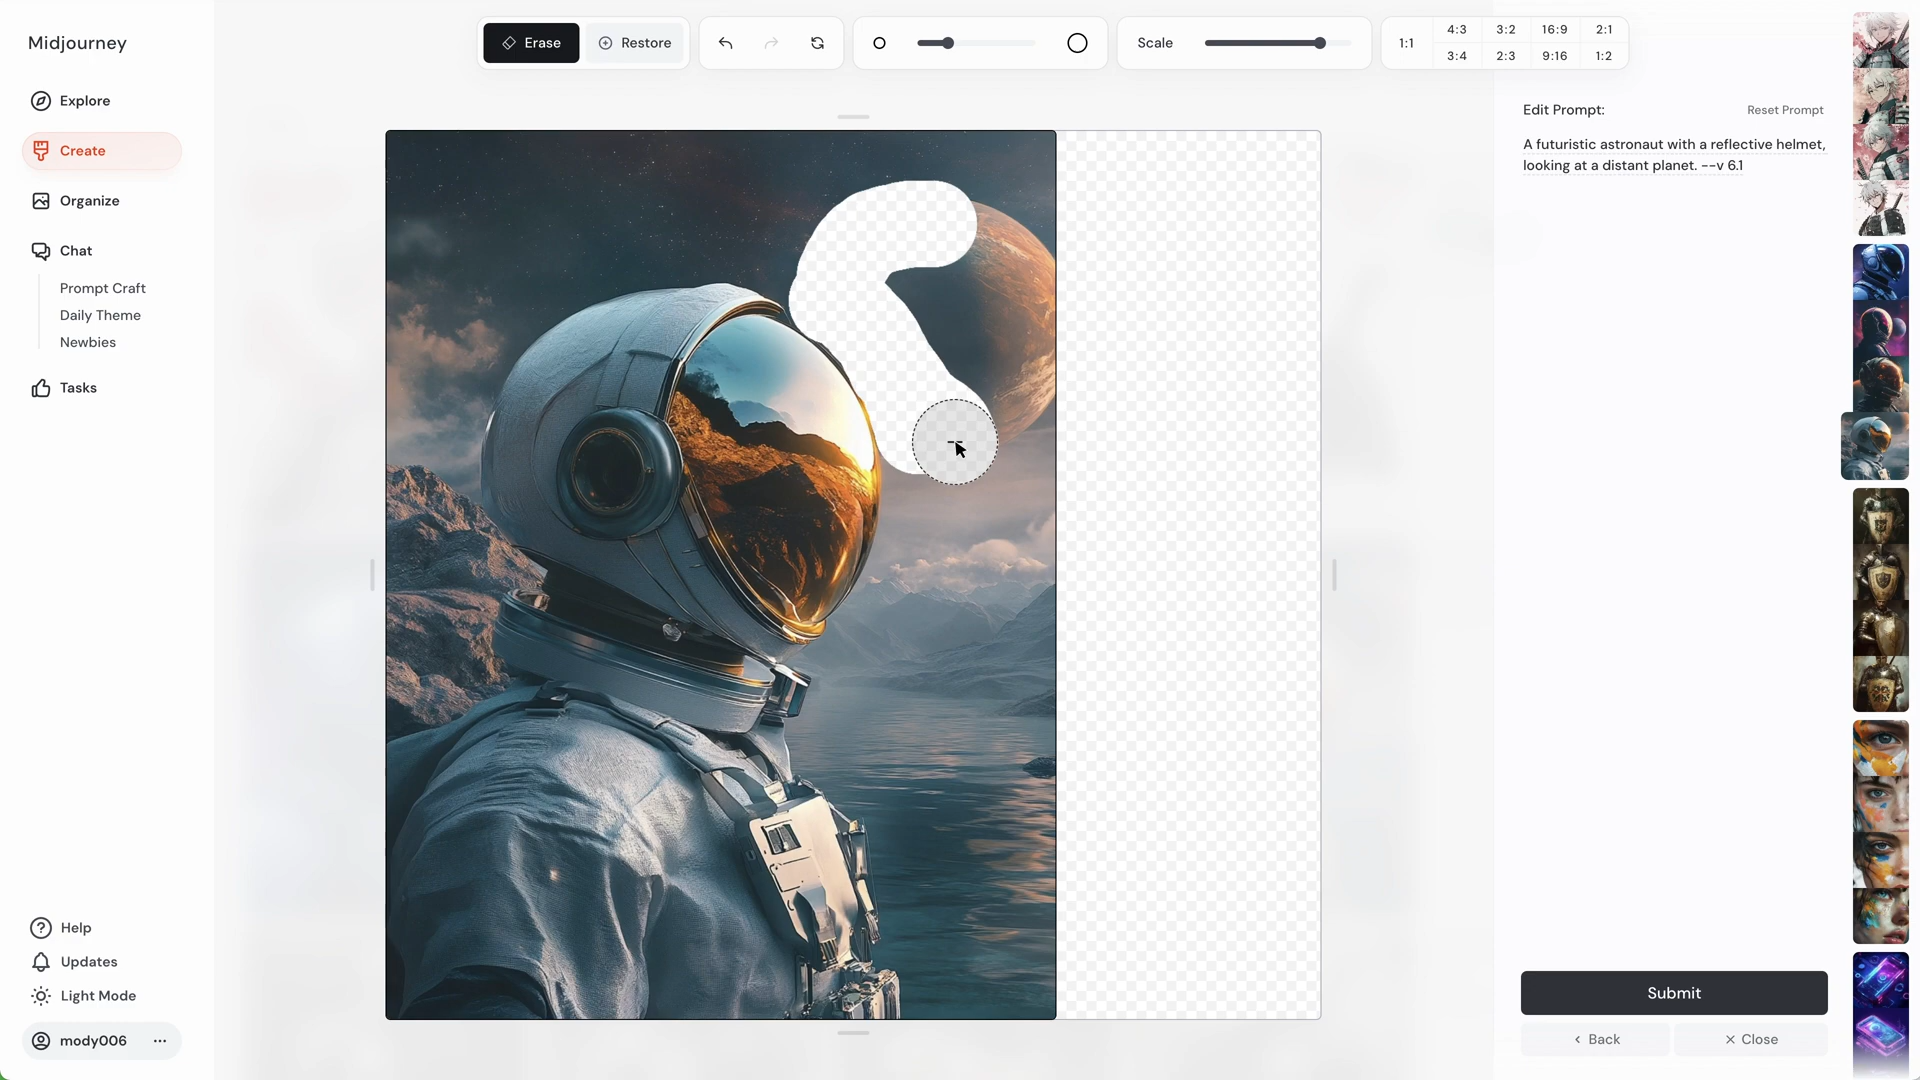 Midjourney
Explore
Create
Organize
Chat
Prompt Craft
Daily Theme
Newbies
Tasks
Help
Updates
Light Mode
mody006
Erase
Restore
Scale
1:1
4:3 3:2 16:9 2:1
3:4 2:3 9:16 1:2
Edit Prompt:
Reset Prompt
A futuristic astronaut with a reflective helmet,
looking at a distant planet. --v 6.1
Submit
Back
Close